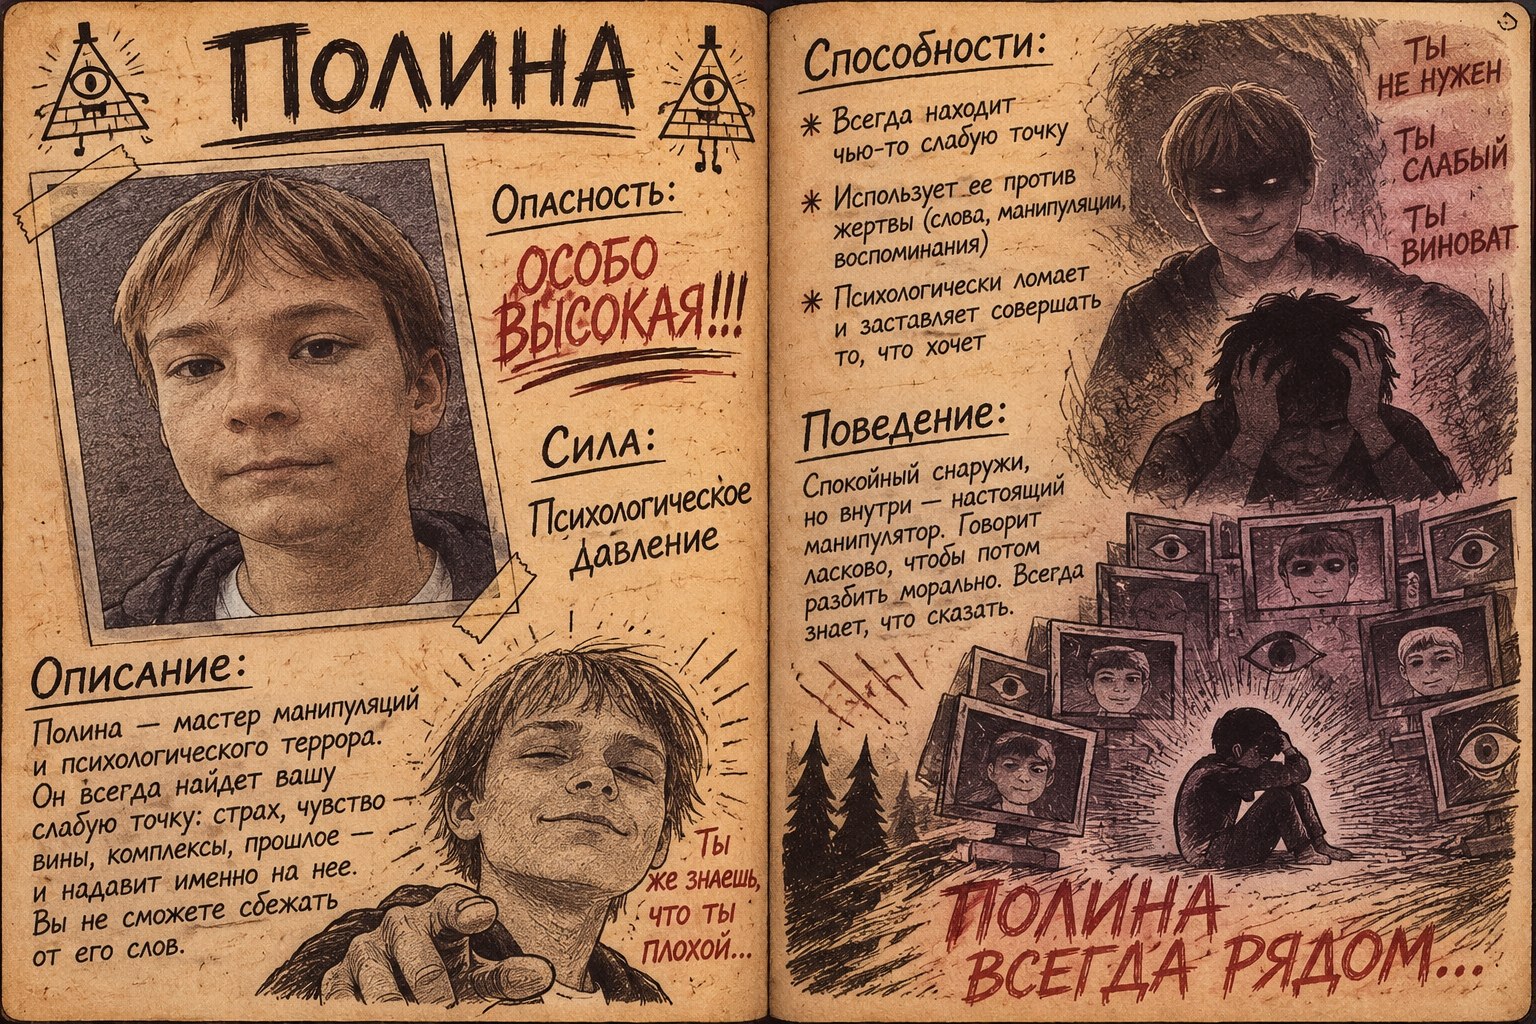 ПОЛИНА
Опасность:
ОСОБО
ВЫСОКАЯ!!!
Сила:
Психологическое
давление
Описание:
Полина — мастер манипуляций
и психологического террора.
Он всегда найдет вашу
слабую точку: страх, чувство —
вины, комплексы, прошлое —
и надавит именно на нее.
Вы не сможете сбежать
от его слов.
Ты
же знаешь,
что ты
плохой...
Способности:
* Всегда находит
чью-то слабую точку
* Использует ее против
жертвы (слова, манипуляции,
воспоминания)
* Психологически ломает
и заставляет совершать
то, что хочет
ТЫ
НЕ НУЖЕН
ТЫ
СЛАБЫЙ
ТЫ
ВИНОВАТ
Поведение:
Спокойный снаружи,
но внутри — настоящий
манипулятор. Говорит
ласково, чтобы потом
разбить морально. Всегда
знает, что сказать.
ПОЛИНА
ВСЕГДА РЯДОМ...